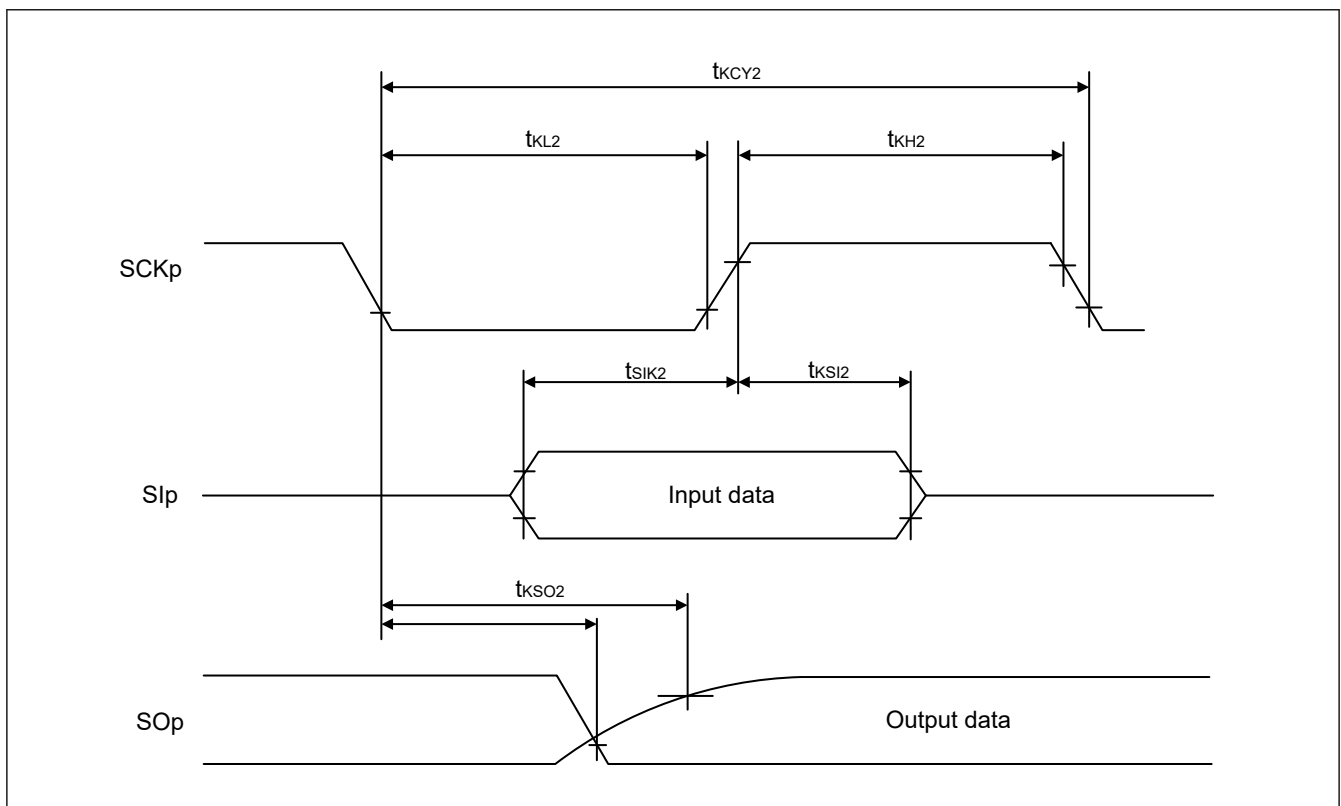 tKCY2
tKL2
tKH2
SCKp
tSIK2
tKSI2
SIp
Input data
tKSO2
SOp
Output data